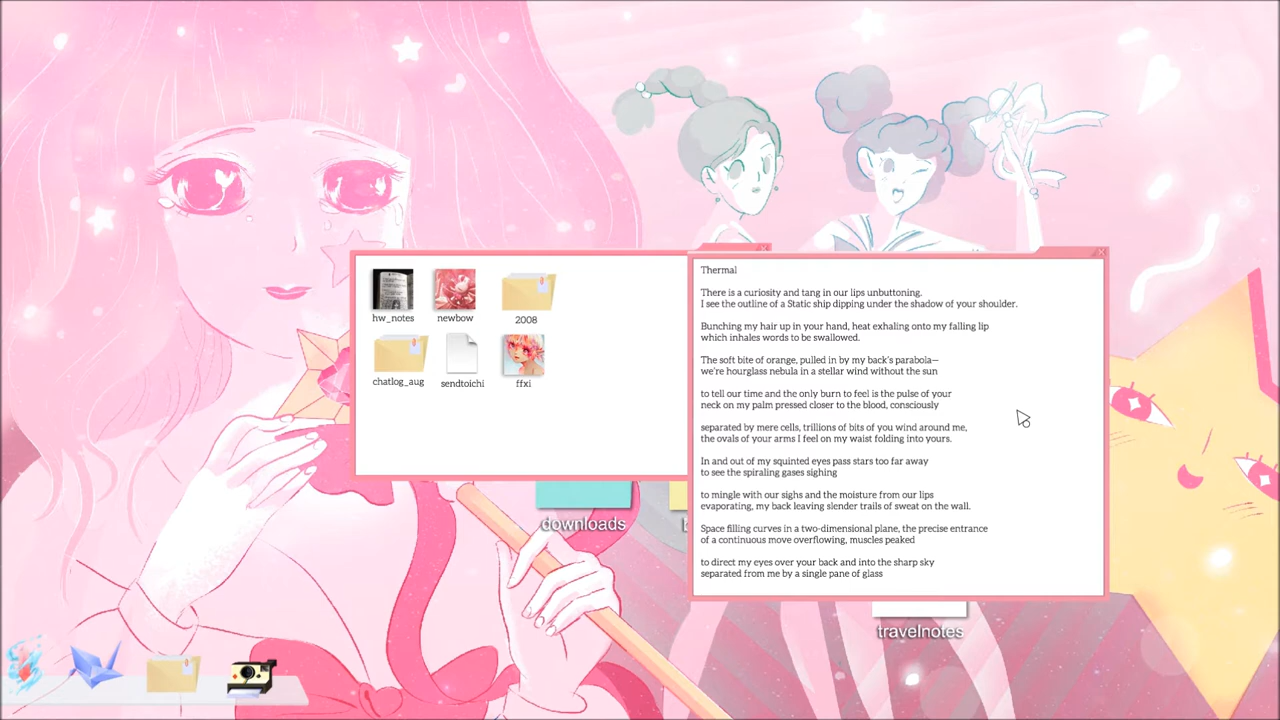 hw_notes
newbow
2008
chatlog_aug
sendtoichi
ffxi
Thermal
There is a curiosity and tang in our lips unbuttoning.
I see the outline of a Static ship dipping under the shadow of your shoulder.
Bunching my hair up in your hand, heat exhaling onto my falling lip
which inhales words to be swallowed.
The soft bite of orange, pulled in by my back's parabola—
we're hourglass nebula in a stellar wind without the sun
to tell our time and the only burn to feel is the pulse of your
neck on my palm pressed closer to the blood, consciously
separated by mere cells, trillions of bits of you wind around me,
the ovals of your arms I feel on my waist folding into yours.
In and out of my squinted eyes pass stars too far away
to see the spiraling gases sighing
to mingle with our sighs and the moisture from our lips
evaporating, my back leaving slender trails of sweat on the wall.
Space filling curves in a two-dimensional plane, the precise entrance
of a continuous move overflowing, muscles peaked
to direct my eyes over your back and into the sharp sky
separated from me by a single pane of glass
downloads
travelnotes